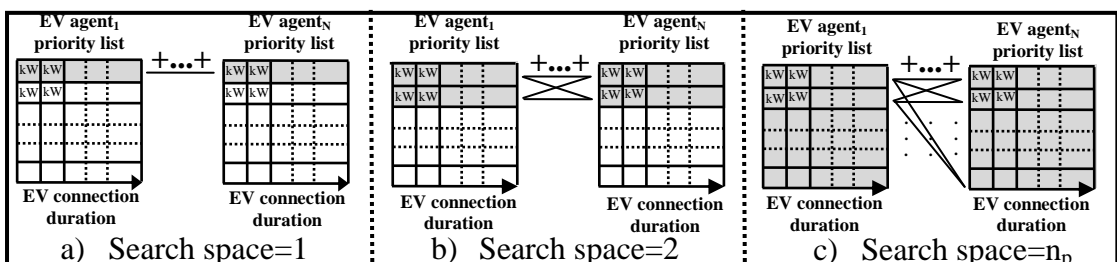 EV agent1
priority list
+...+
EV agentN
priority list
kW kW
kW kW
kW kW
kW kW
EV connection
duration
EV connection
duration
a) Search space=1
EV agent1
priority list
+...+
EV agentN
priority list
kW kW
kW kW
kW kW
kW kW
EV connection
duration
EV connection
duration
b) Search space=2
EV agent1
priority list
+...+
EV agentN
priority list
kW kW
kW kW
kW kW
kW kW
EV connection
duration
EV connection
duration
c) Search space=np